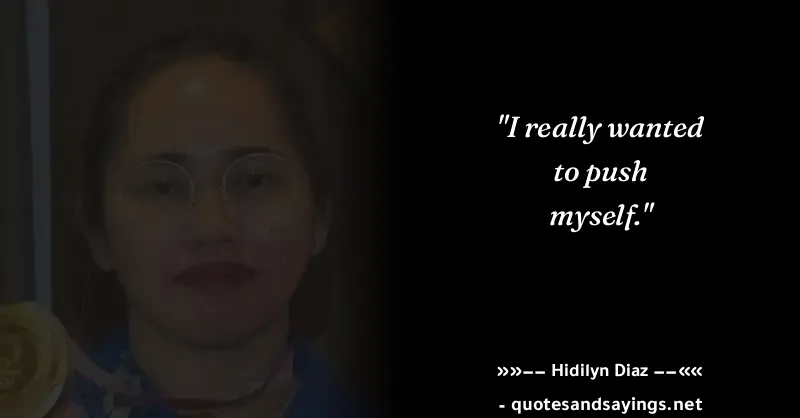 "I really wanted
to push
myself."
»»–– Hidilyn Diaz ––««
- quotesandsayings.net